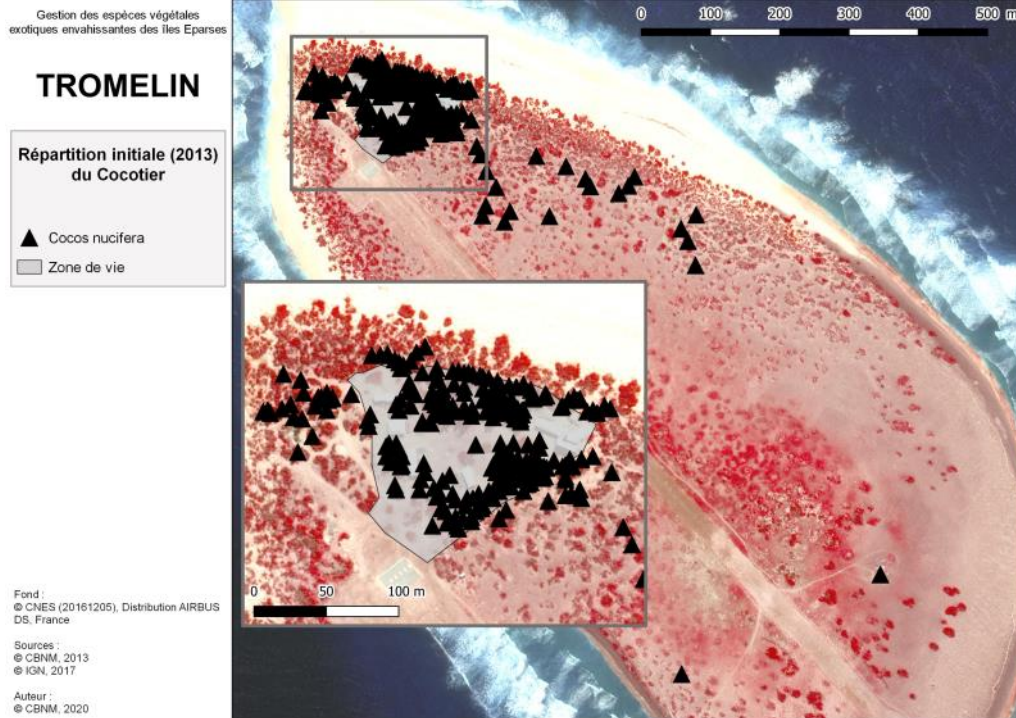 Gestion des espèces végétales
exotiques envahissantes des îles Eparses
TROMELIN
Répartition initiale (2013)
du Cocotier
Cocos nucifera
Zone de vie
Fond :
© CNES (20161205), Distribution AIRBUS
DS, France
Sources :
© CBNM, 2013
© IGN, 2017
Auteur :
© CBNM, 2020
0 100 200 300 400 500 m
0 50 100 m